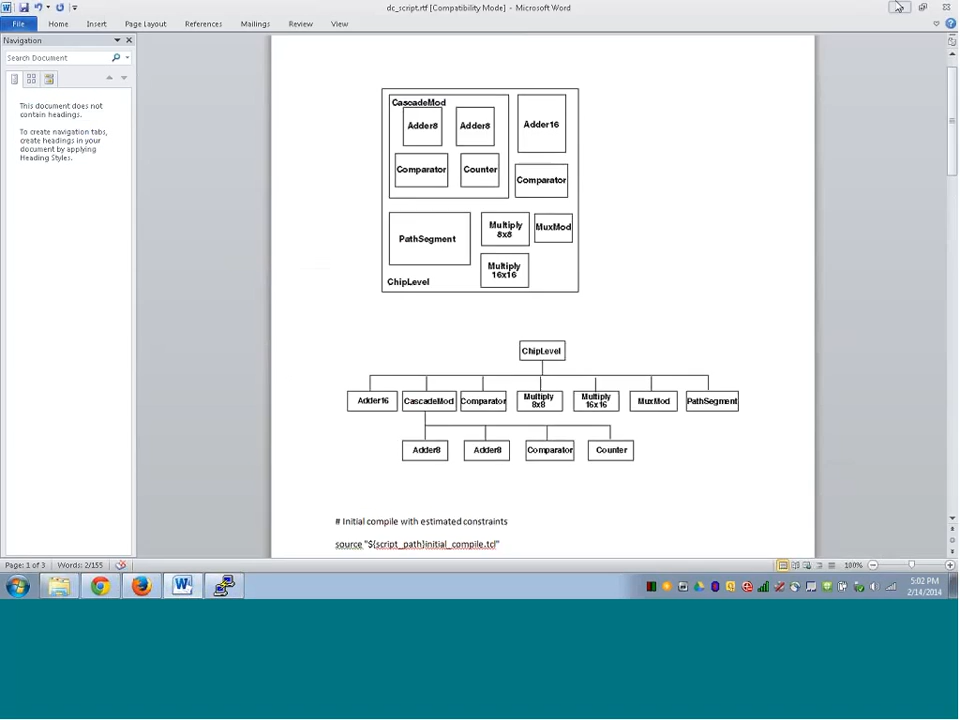 dc_script.rtf [Compatibility Mode] - Microsoft Word
File Home Insert Page Layout References Mailings Review View
Navigation
Search Document
This document does not
contain headings.
To create navigation tabs,
create headings in your
document by applying
Heading Styles.
CascadeMod
Adder8 Adder8 Adder16
Comparator Counter Comparator
PathSegment
Multiply
8x8
MuxMod
Multiply
16x16
ChipLevel
ChipLevel
Adder16 CascadeMod Comparator Multiply
8x8
Multiply
16x16
MuxMod PathSegment
Adder8 Adder8 Comparator Counter
# Initial compile with estimated constraints
source "${script_path}initial_compile.tcl"
Page: 1 of 3 Words: 2/155 100%
5:02 PM
2/14/2014